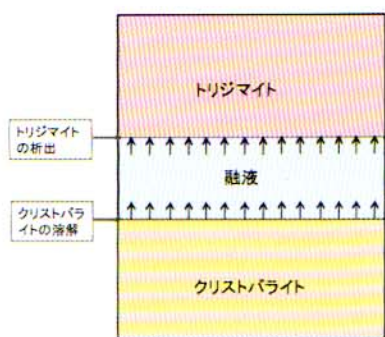 トリジマイト
トリジマイト
の析出
融液
クリストバラ
イトの溶解
クリストバライト